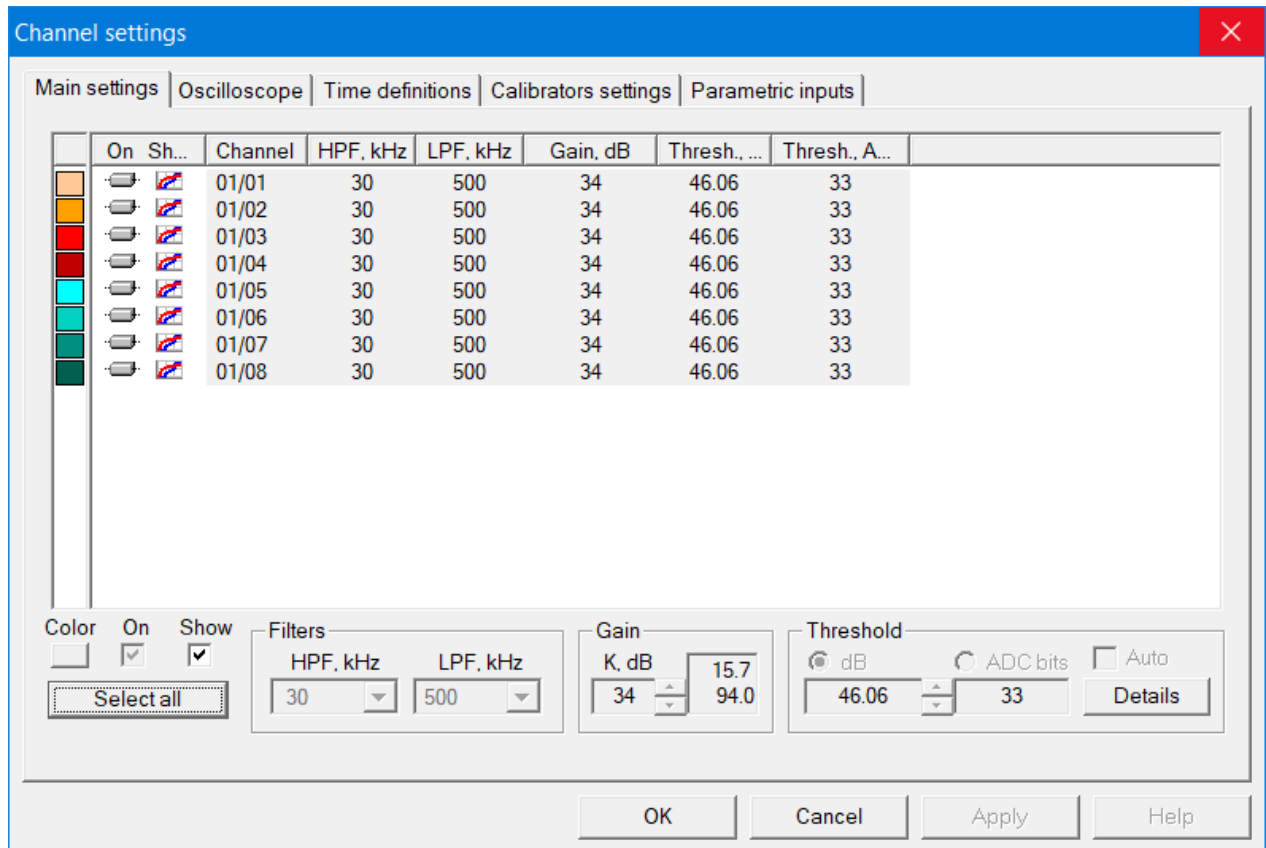 Channel settings
Main settings Oscilloscope Time definitions Calibrators settings Parametric inputs
On Sh... Channel HPF, kHz LPF, kHz Gain, dB Thresh., ... Thresh., A...
01/01 30 500 34 46.06 33
01/02 30 500 34 46.06 33
01/03 30 500 34 46.06 33
01/04 30 500 34 46.06 33
01/05 30 500 34 46.06 33
01/06 30 500 34 46.06 33
01/07 30 500 34 46.06 33
01/08 30 500 34 46.06 33
Color On Show Filters Gain Threshold
HPF, kHz LPF, kHz K, dB 15.7 dB ADC bits Auto
Select all 30 500 34 94.0 46.06 33 Details
OK Cancel Apply Help